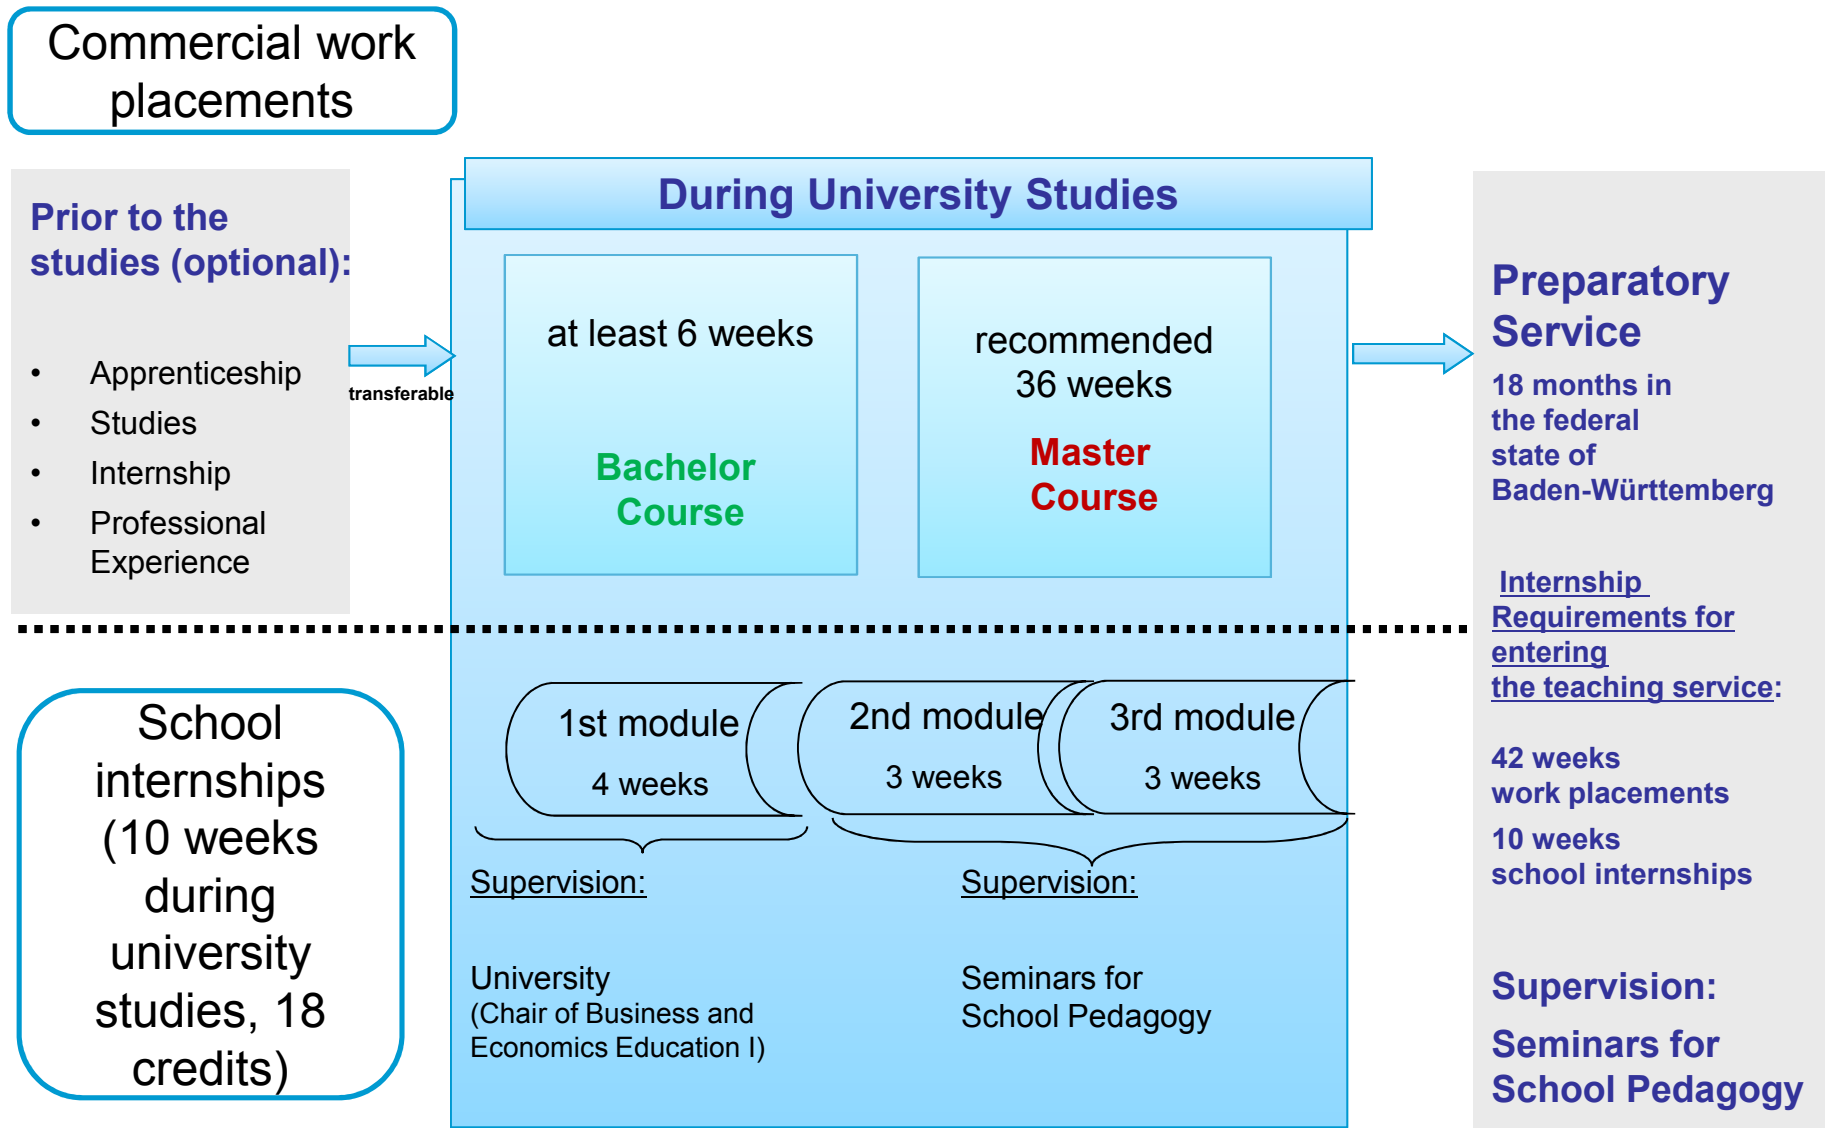 Commercial work
placements
Prior to the
studies (optional):
• Apprenticeship
• Studies
• Internship
• Professional
Experience
transferable
During University Studies
at least 6 weeks
Bachelor
Course
recommended
36 weeks
Master
Course
Preparatory
Service
18 months in
the federal
state of
Baden-Württemberg
Internship
Requirements for
entering
the teaching service:
42 weeks
work placements
10 weeks
school internships
Supervision:
Seminars for
School Pedagogy
School
internships
(10 weeks
during
university
studies, 18
credits)
1st module
4 weeks
2nd module
3 weeks
3rd module
3 weeks
Supervision:
University
(Chair of Business and
Economics Education I)
Supervision:
Seminars for
School Pedagogy